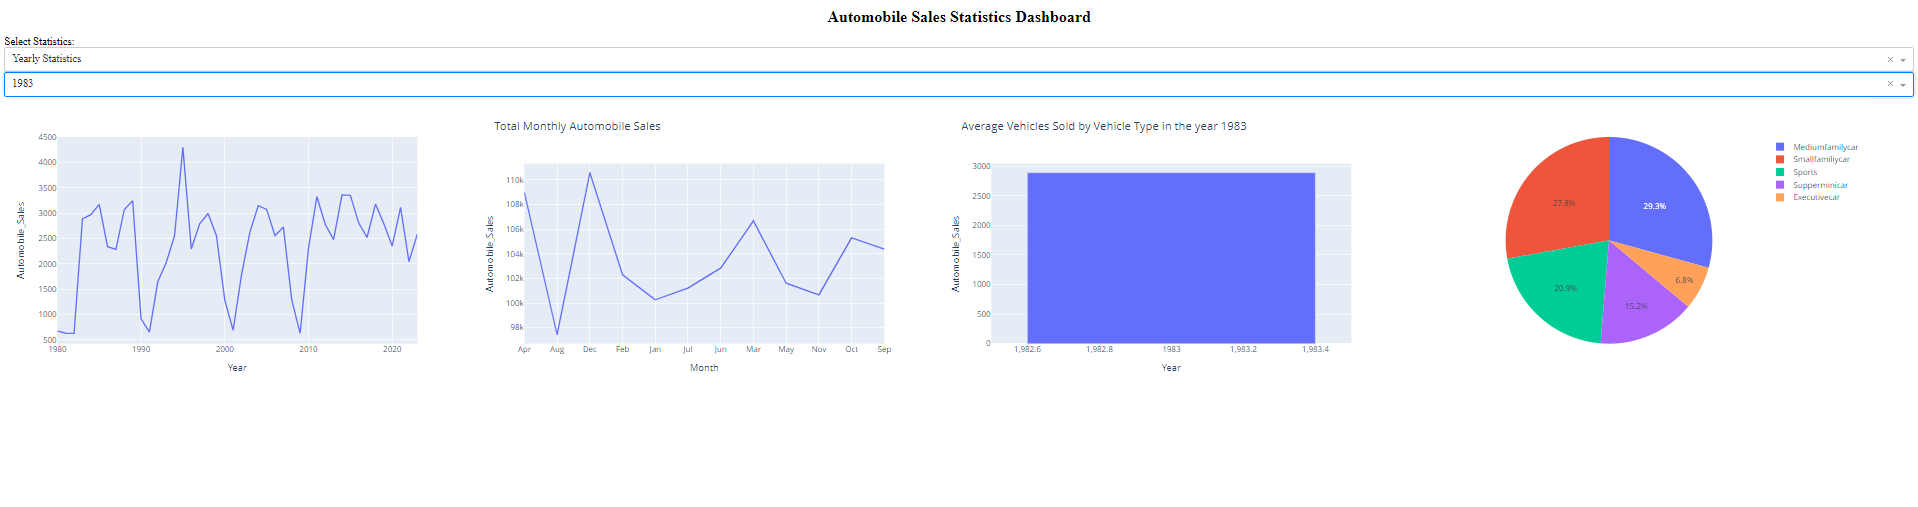 Automobile Sales Statistics Dashboard
Select Statistics:
Yearly Statistics
×
1983
×
4500
4000
3500
3000
2500
2000
1500
1000
500
Automobile_Sales
1980 1990 2000 2010 2020
Year
Total Monthly Automobile Sales
110k
108k
106k
104k
102k
100k
98k
Automobile_Sales
Apr Aug Dec Feb Jan Jul Jun Mar May Nov Oct Sep
Month
Average Vehicles Sold by Vehicle Type in the year 1983
3000
2500
2000
1500
1000
500
0
Automobile_Sales
1,982.6 1,982.8 1983 1,983.2 1,983.4
Year
27.8%
29.3%
20.9%
15.2%
6.8%
Mediumfamilycar
Smallfamiliycar
Sports
Supperminicar
Executivecar